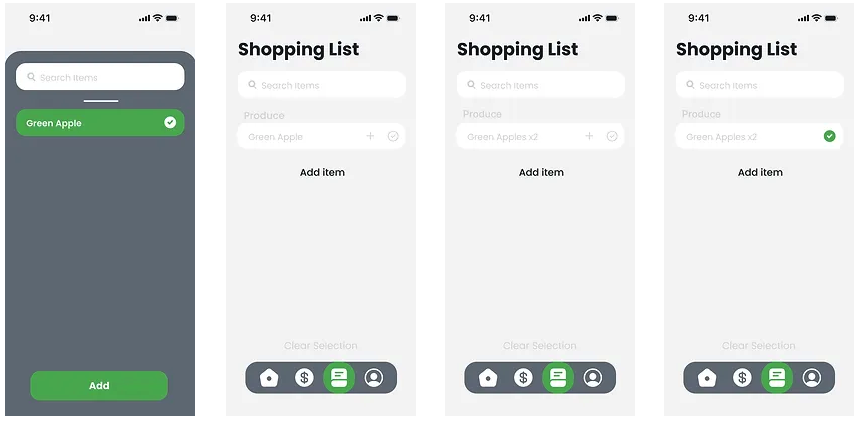 9:41
Search Items
Green Apple
Add
9:41
Shopping List
Search Items
Produce
Green Apple
Add item
Clear Selection
9:41
Shopping List
Search Items
Produce
Green Apples x2
Add item
Clear Selection
9:41
Shopping List
Search Items
Produce
Green Apples x2
Add item
Clear Selection